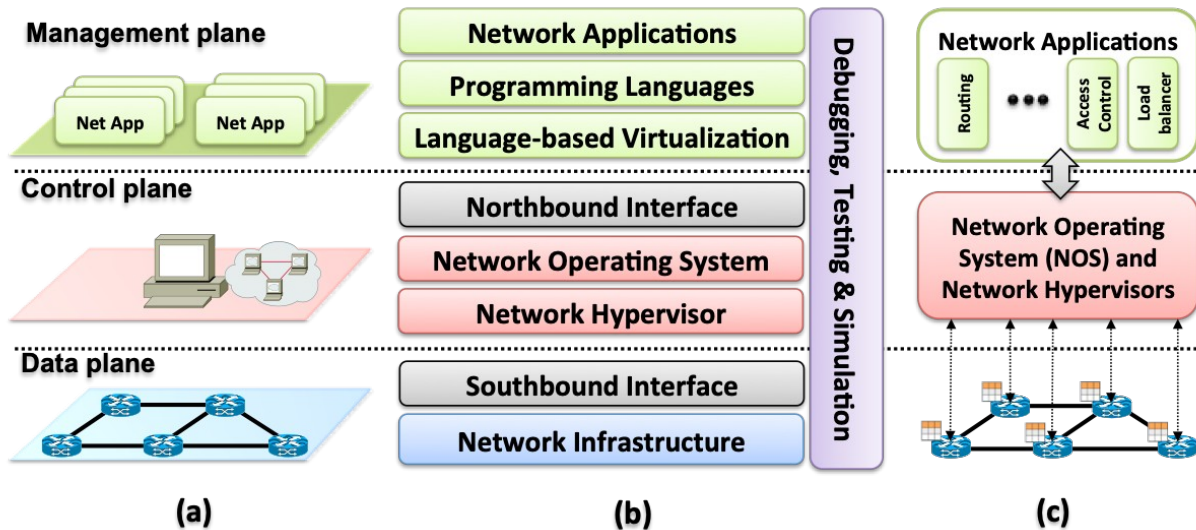 Management plane
Net App
Net App
Control plane
Data plane
(a)
Network Applications
Programming Languages
Language-based Virtualization
Northbound Interface
Network Operating System
Network Hypervisor
Southbound Interface
Network Infrastructure
Debugging, Testing & Simulation
(b)
Network Applications
Routing
Access
Control
Load
balancer
Network Operating
System (NOS) and
Network Hypervisors
(c)